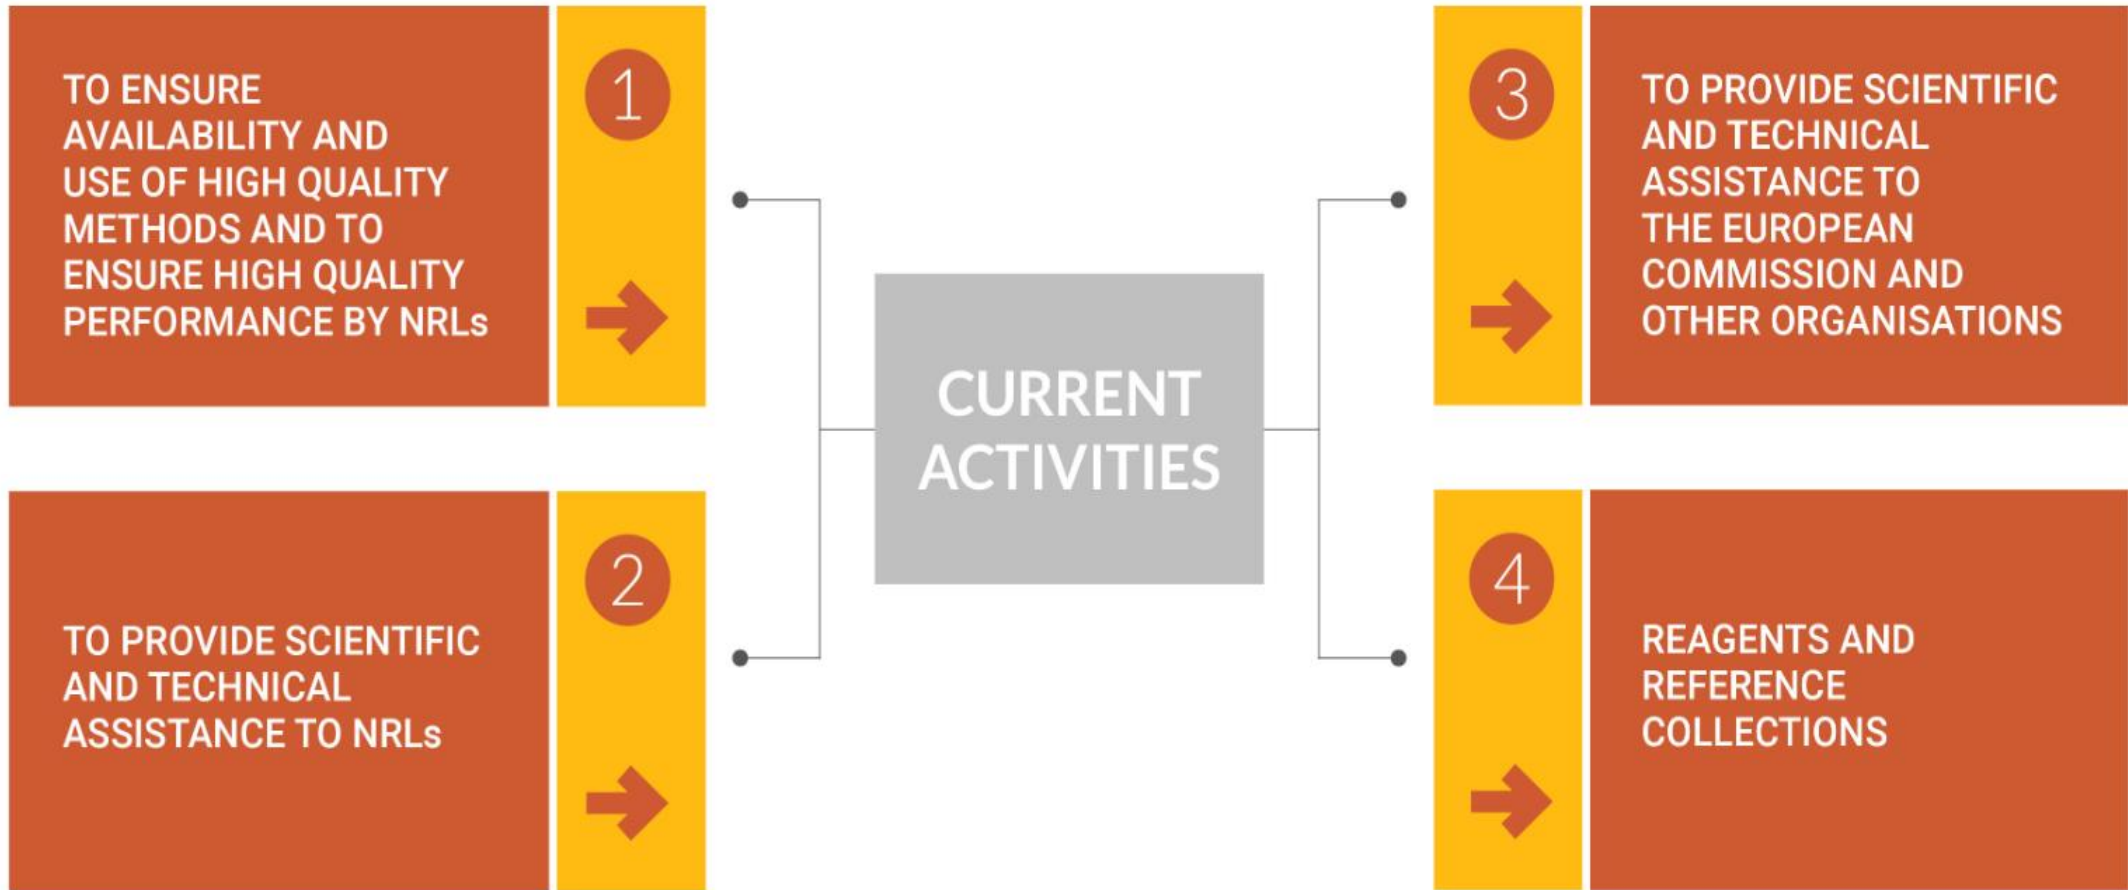 TO ENSURE
AVAILABILITY AND
USE OF HIGH QUALITY
METHODS AND TO
ENSURE HIGH QUALITY
PERFORMANCE BY NRLs
1
2
TO PROVIDE SCIENTIFIC
AND TECHNICAL
ASSISTANCE TO NRLs
CURRENT
ACTIVITIES
3
TO PROVIDE SCIENTIFIC
AND TECHNICAL
ASSISTANCE TO
THE EUROPEAN
COMMISSION AND
OTHER ORGANISATIONS
4
REAGENTS AND
REFERENCE
COLLECTIONS